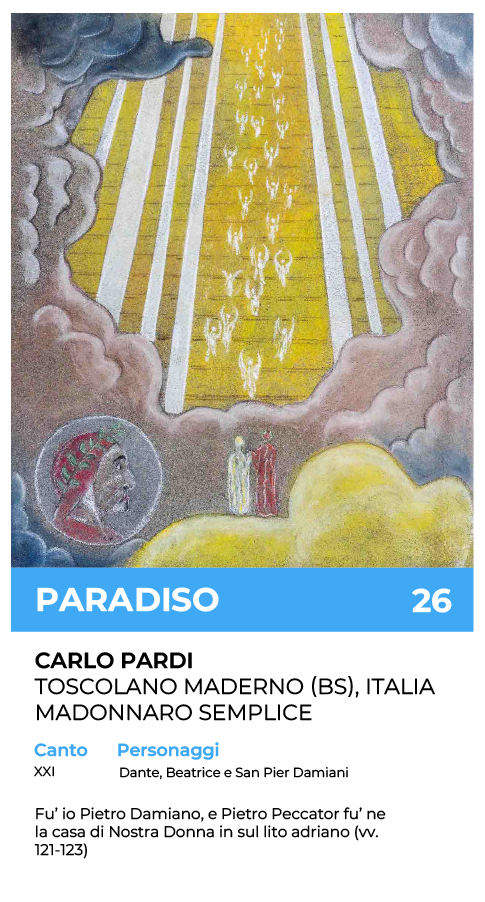 PARADISO 26
CARLO PARDI
TOSCOLANO MADERNO (BS), ITALIA
MADONNARO SEMPLICE
Canto Personaggi
XXI Dante, Beatrice e San Pier Damiani
Fu’ io Pietro Damiano, e Pietro Peccator fu’ ne
la casa di Nostra Donna in sul lito adriano (vv.
121-123)